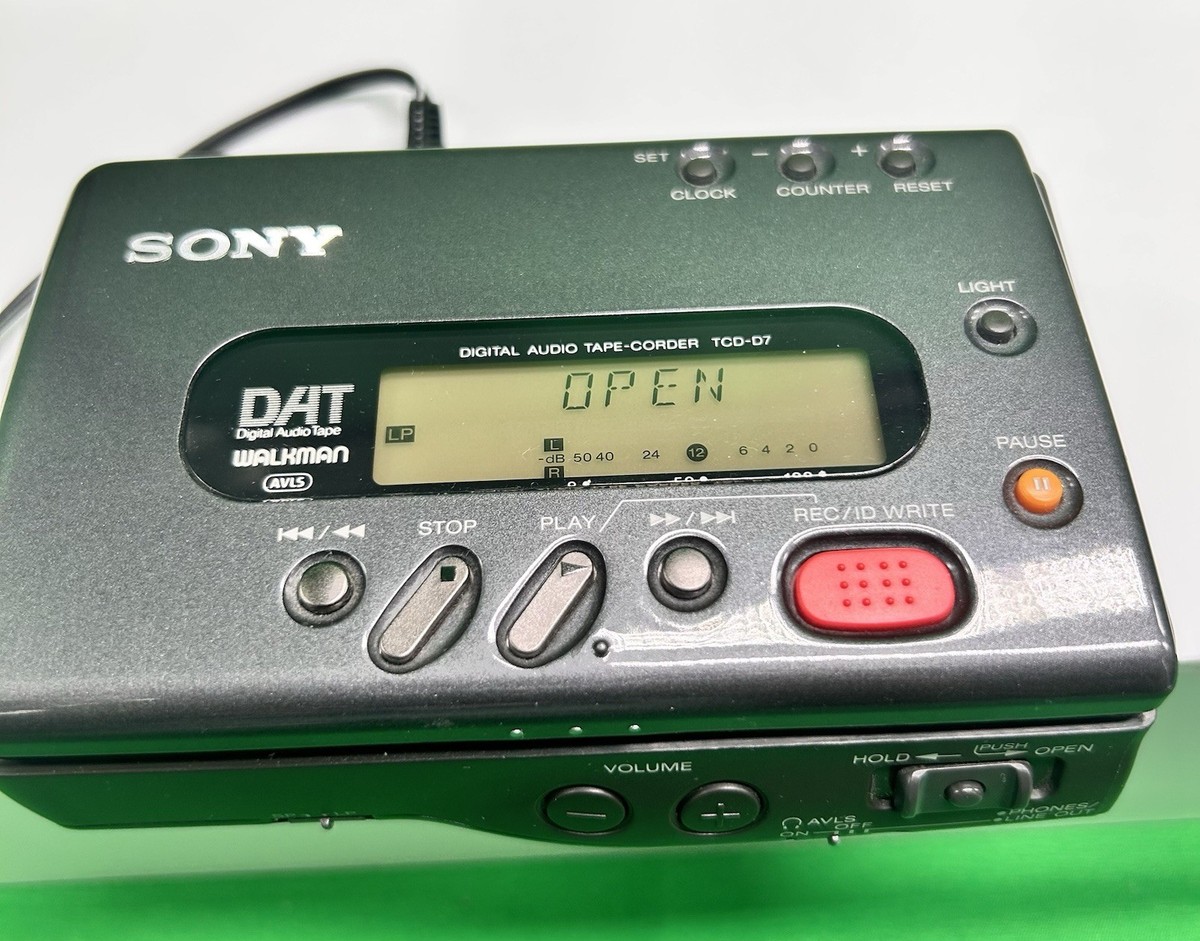 SET
− +
CLOCK COUNTER RESET
SONY
LIGHT
DIGITAL AUDIO TAPE-CORDER TCD-D7
OPEN
DAT
Digital Audio Tape
WALKMAN
AVLS
LP
L
-dB 50 40 24 12 6 4 2 0
R
PAUSE
STOP PLAY REC/ID WRITE
VOLUME
− +
HOLD PUSH OPEN
AVLS
ON OFF
PHONES/
LINE OUT